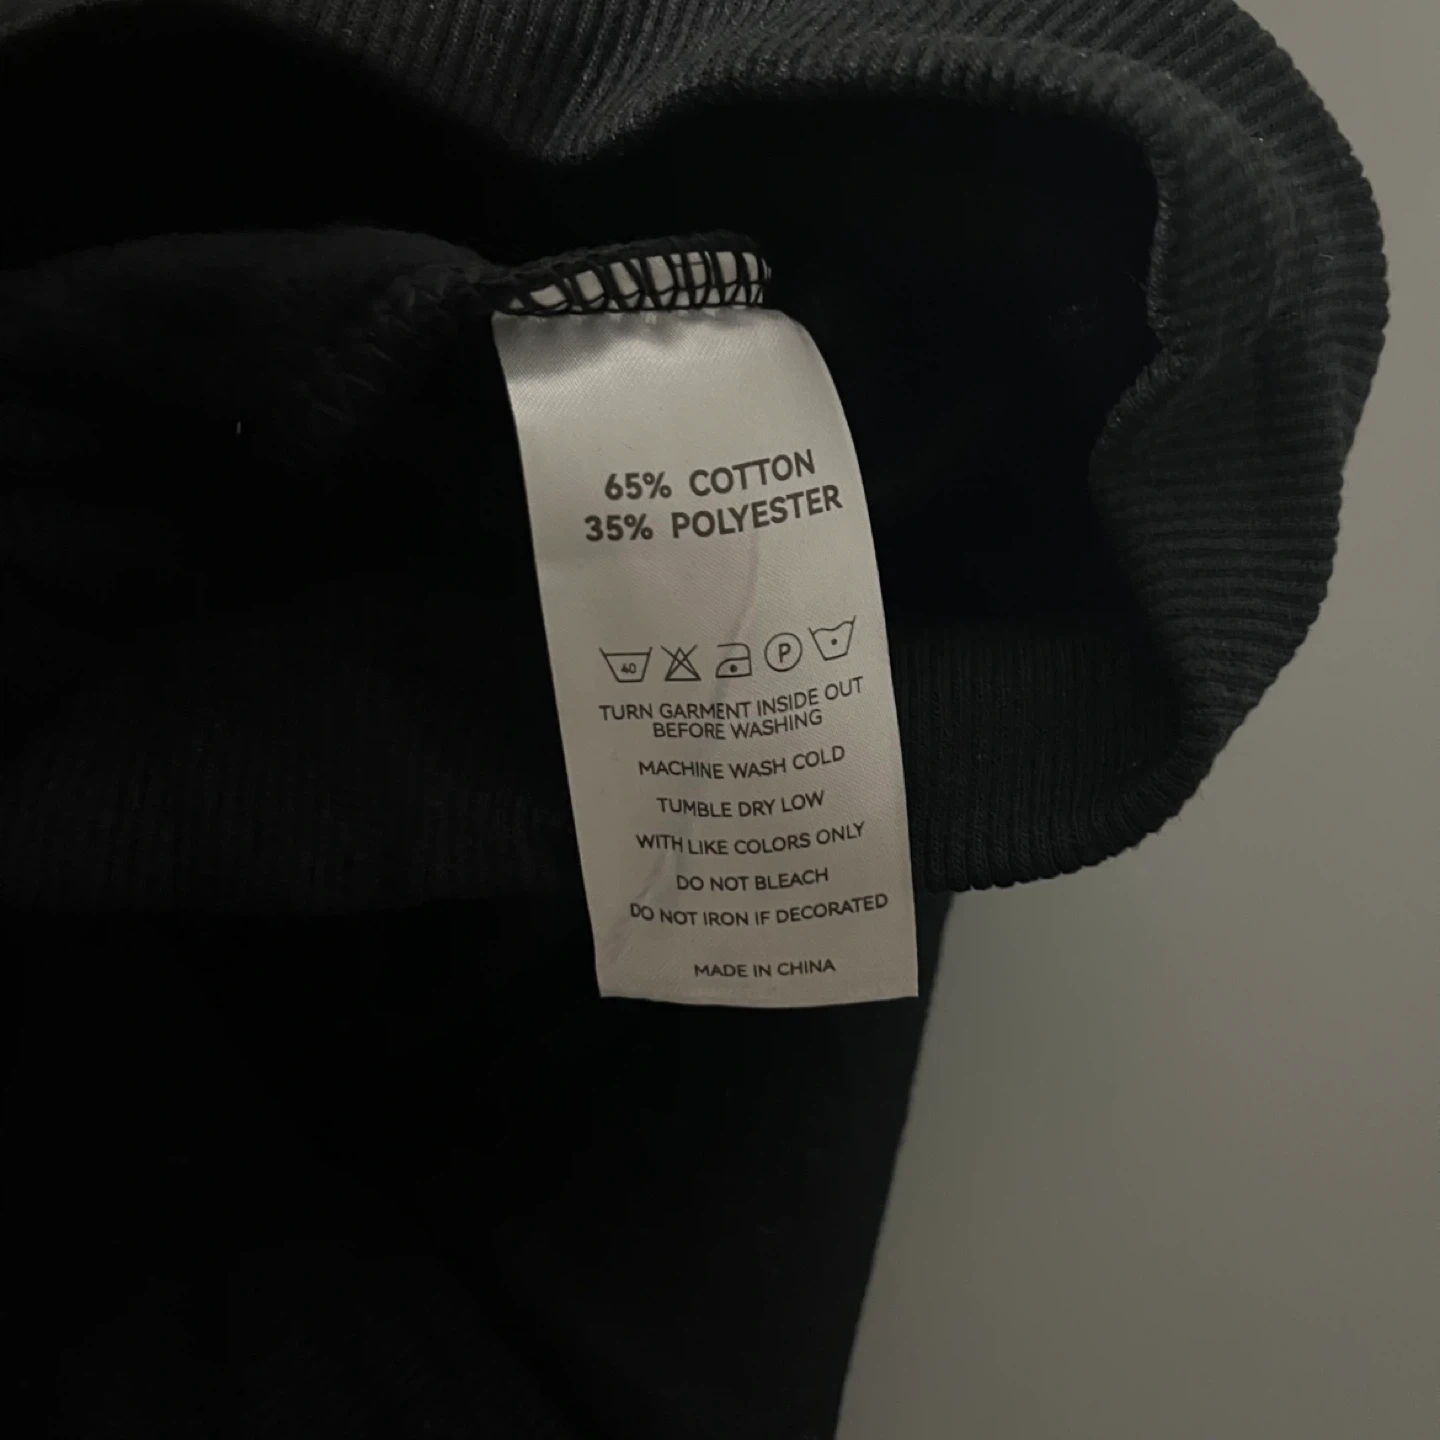 65% COTTON
35% POLYESTER
40 P
TURN GARMENT INSIDE OUT
BEFORE WASHING
MACHINE WASH COLD
TUMBLE DRY LOW
WITH LIKE COLORS ONLY
DO NOT BLEACH
DO NOT IRON IF DECORATED
MADE IN CHINA